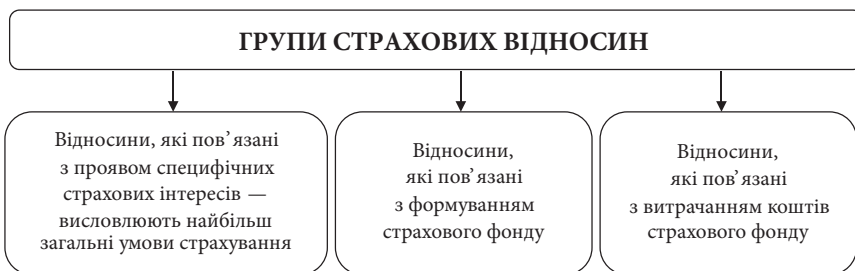 ГРУПИ СТРАХОВИХ ВІДНОСИН
Відносини, які пов’язані
з проявом специфічних
страхових інтересів —
висловлюють найбільш
загальні умови страхування
Відносини,
які пов’язані
з формуванням
страхового фонду
Відносини,
які пов’язані
з витрачанням коштів
страхового фонду